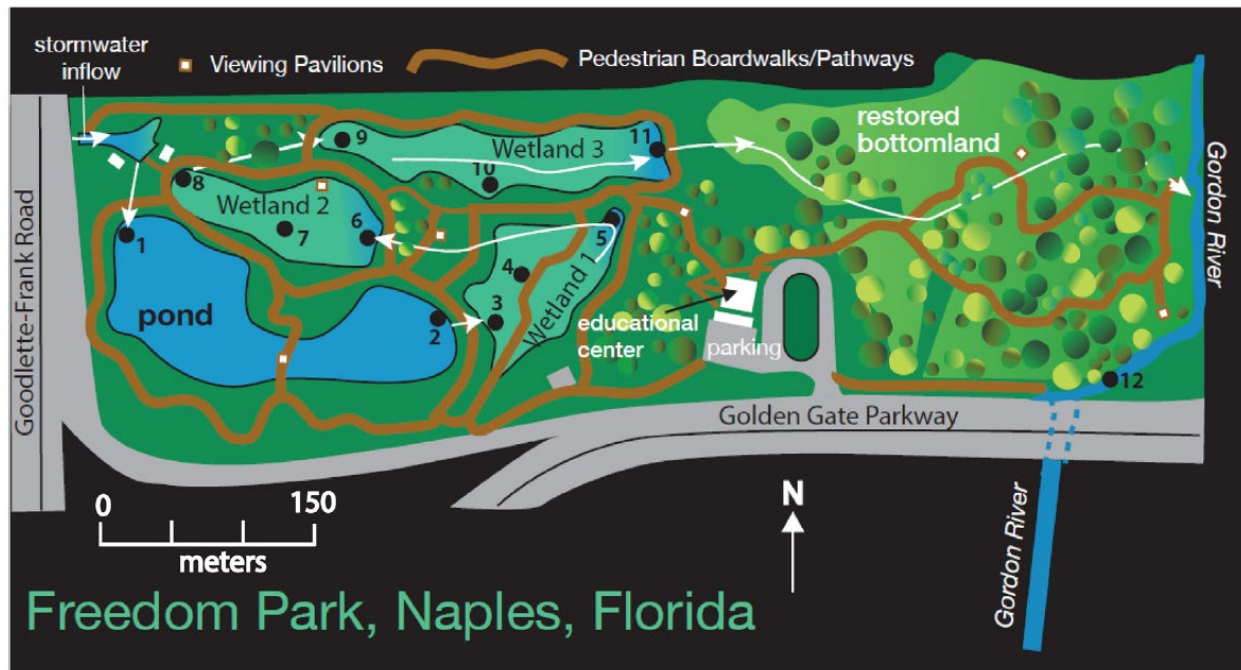 stormwater
inflow
Viewing Pavilions
Pedestrian Boardwalks/Pathways
restored
bottomland
9
11
Wetland 3
10
8
Wetland 2
6
7
5
4
Wetland 1
3
1
2
pond
educational
center
parking
12
Goodlette-Frank Road
Gordon River
Golden Gate Parkway
0 150
meters
N
Gordon River
Freedom Park, Naples, Florida